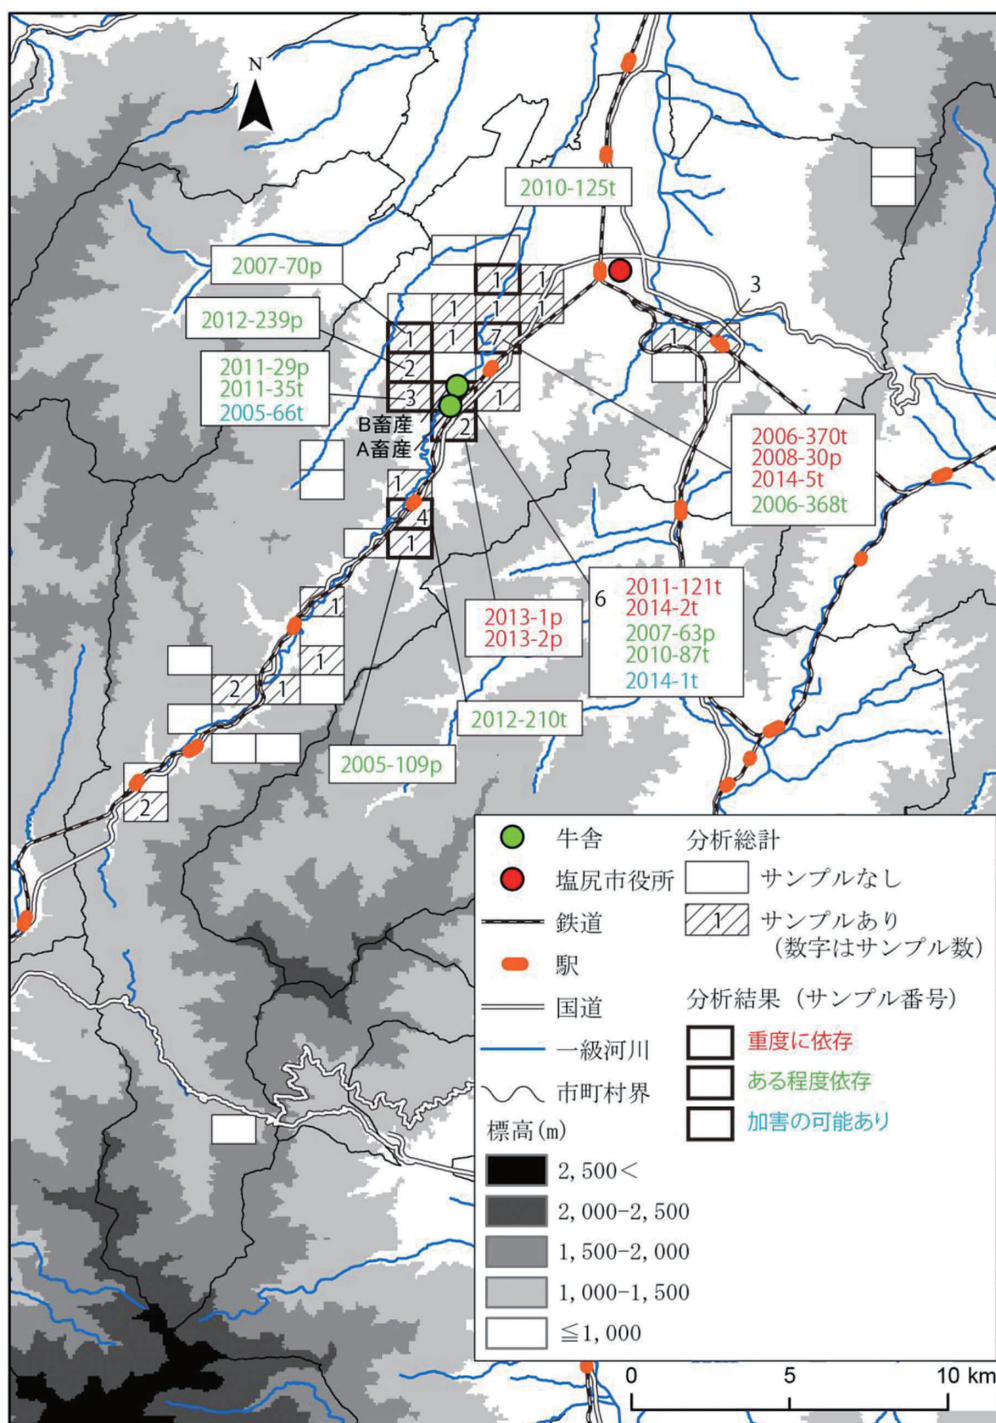 N
2010-125t
2007-70p
1
1
3
2012-239p
1
1
1
1
1
7
1
2
2011-29p
2011-35t
2005-66t
3
1
B畜産
A畜産
2
1
4
1
2006-370t
2008-30p
2014-5t
2006-368t
6
2011-121t
2014-2t
2007-63p
2010-87t
2014-1t
2013-1p
2013-2p
1
1
2
1
2012-210t
2005-109p
2
牛舎
塩尻市役所
鉄道
駅
国道
一級河川
市町村界
標高(m)
2,500<
2,000-2,500
1,500-2,000
1,000-1,500
≦1,000
分析総計
サンプルなし
1
サンプルあり
(数字はサンプル数)
分析結果（サンプル番号）
重度に依存
ある程度依存
加害の可能あり
0 5 10 km